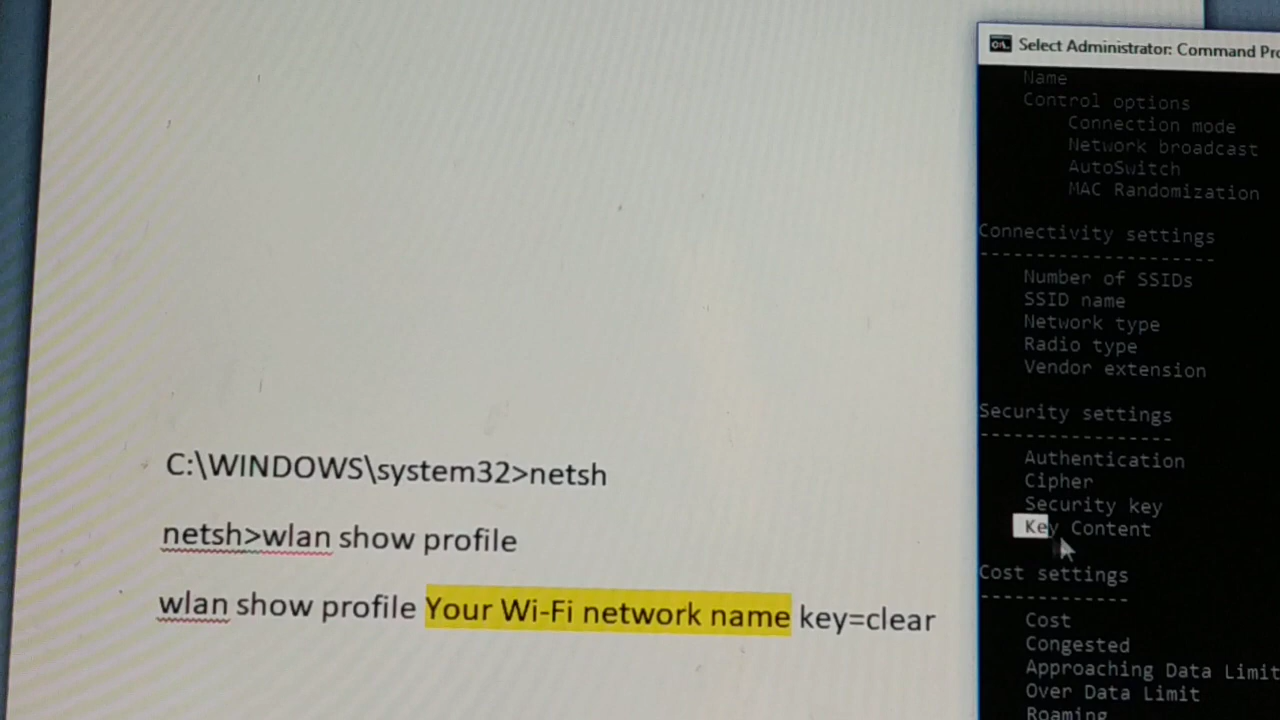 C:\WINDOWS\system32>netsh
netsh>wlan show profile
wlan show profile Your Wi-Fi network name key=clear
Select Administrator: Command
Name
Control options
Connection mode
Network broadcast
AutoSwitch
MAC Randomization
Connectivity settings
---------------------
Number of SSIDs
SSID name
Network type
Radio type
Vendor extension
Security settings
-----------------
Authentication
Cipher
Security key
Key Content
Cost settings
-------------
Cost
Congested
Approaching Data Limit
Over Data Limit
Roaming